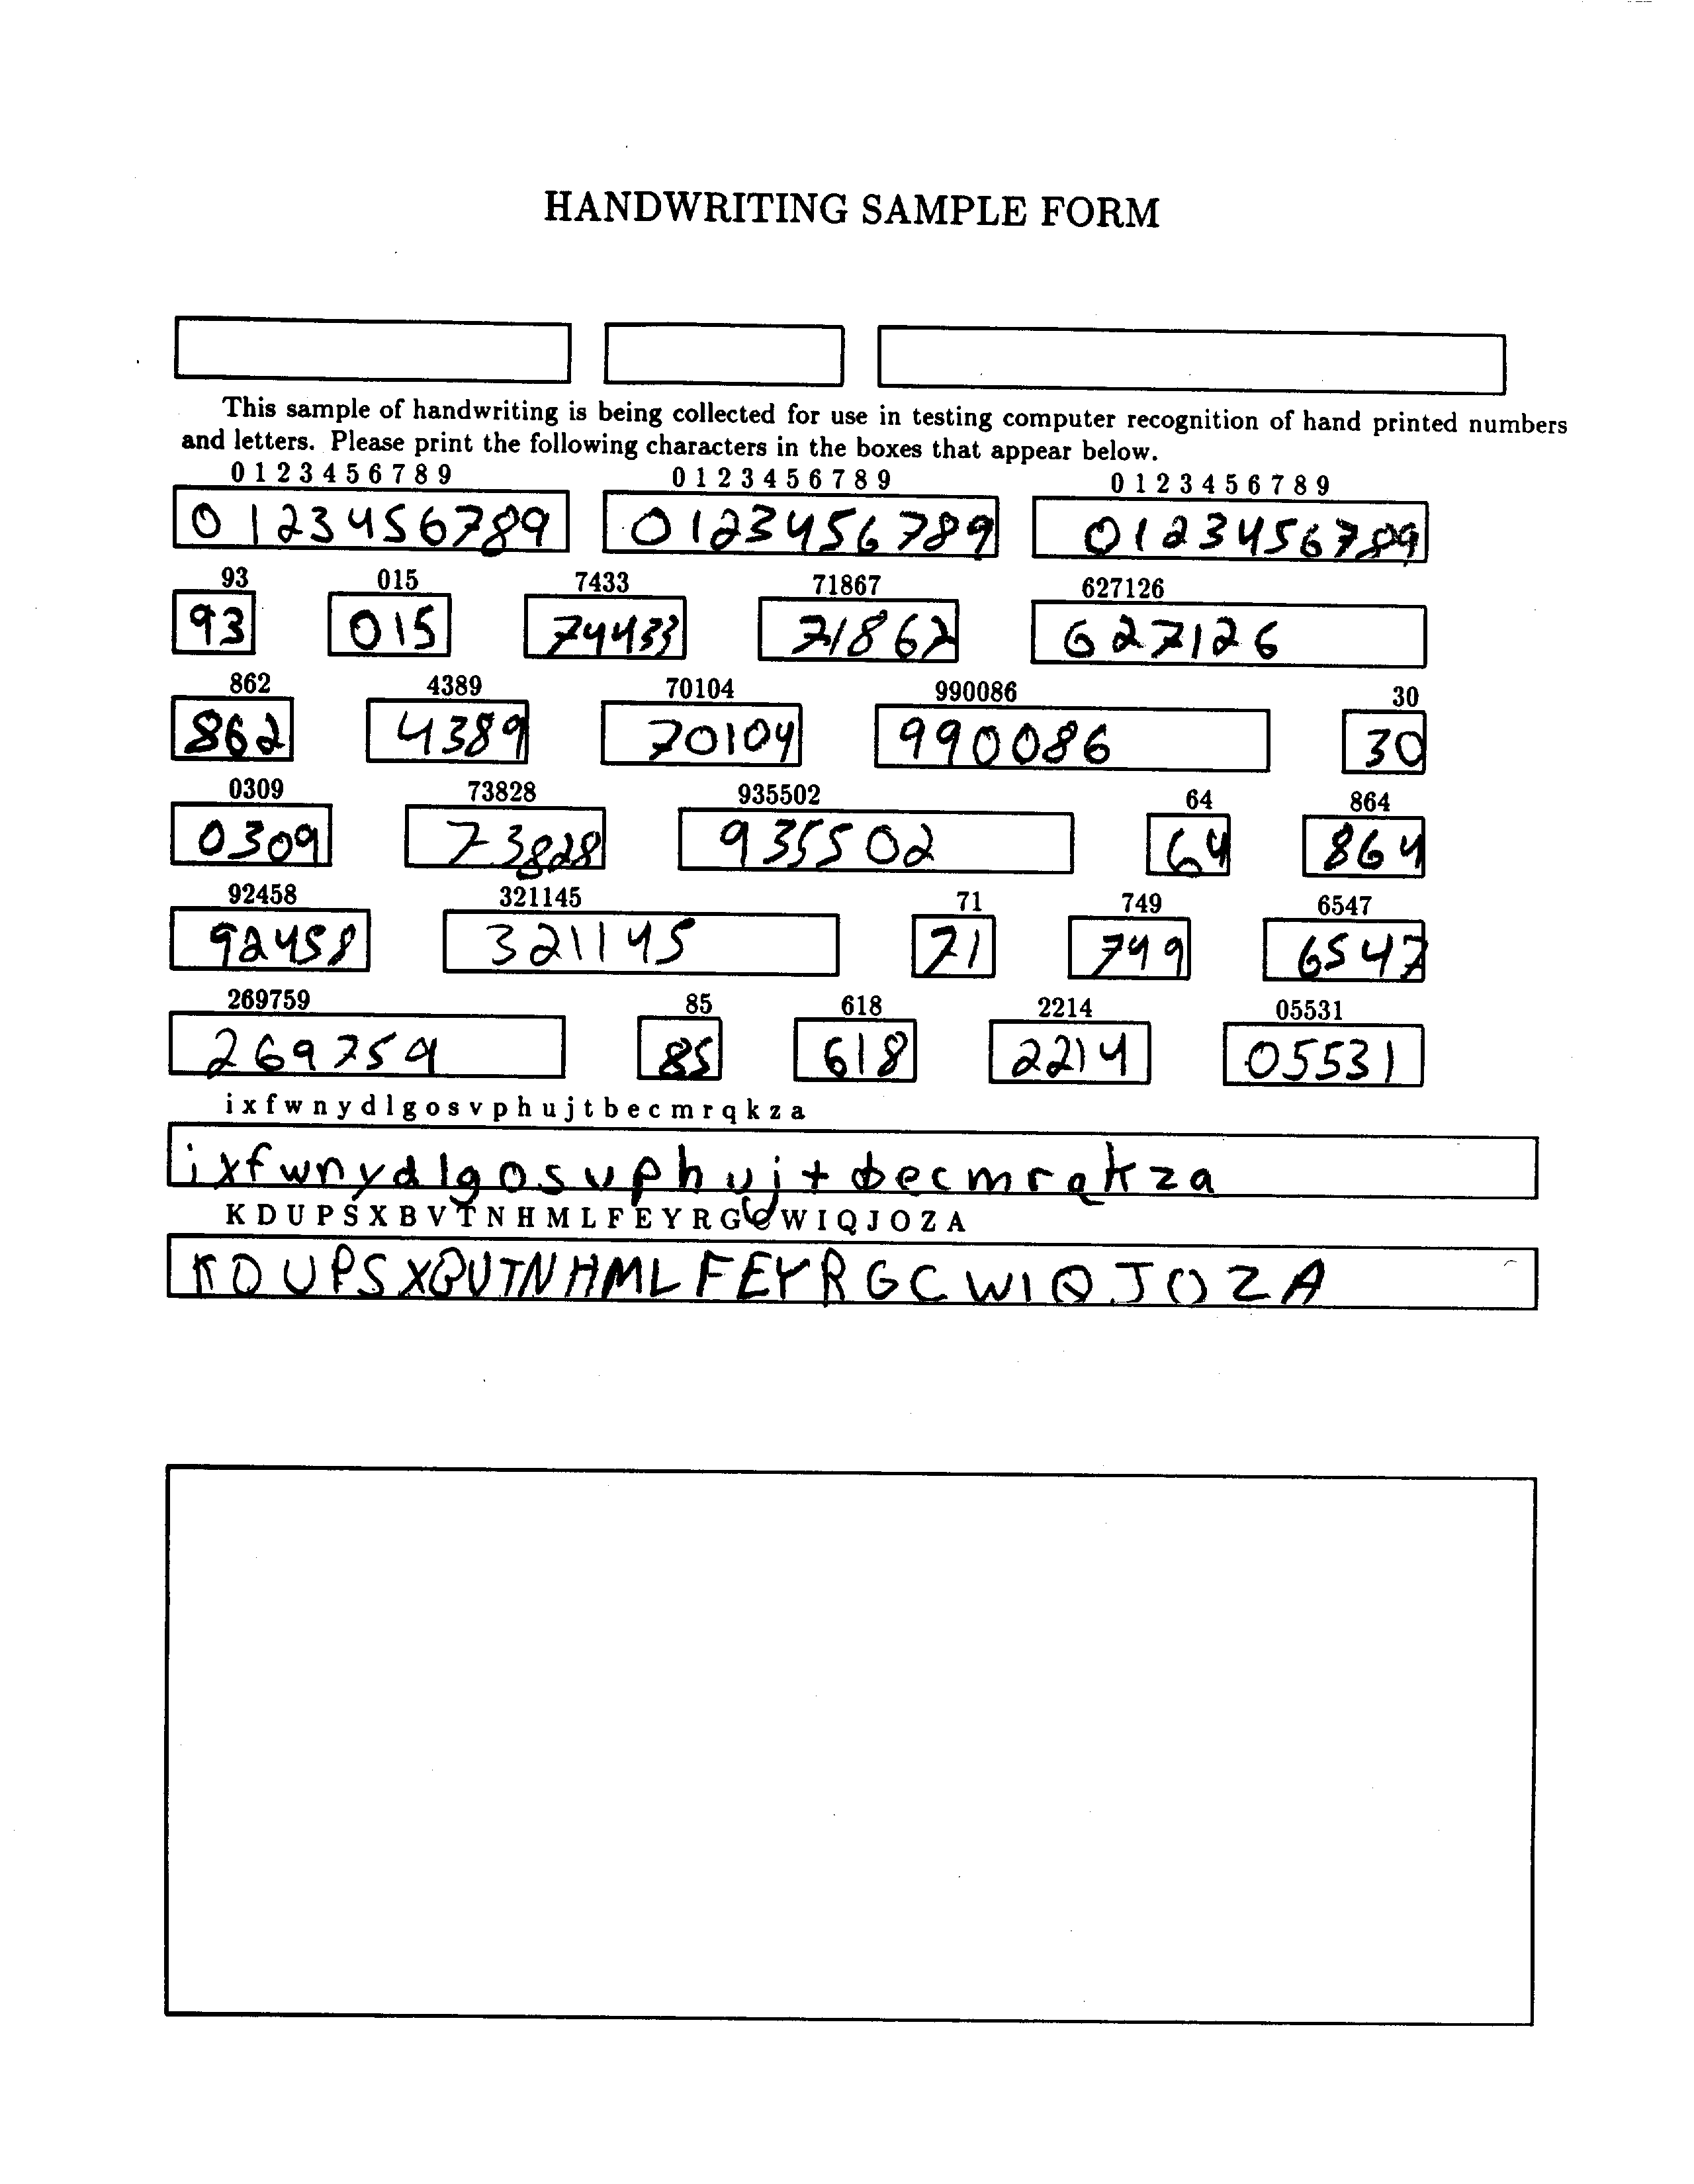 HANDWRITING SAMPLE FORM
This sample of handwriting is being collected for use in testing computer recognition of hand printed numbers
and letters. Please print the following characters in the boxes that appear below.
0 1 2 3 4 5 6 7 8 9 0 1 2 3 4 5 6 7 8 9 0 1 2 3 4 5 6 7 8 9
0123456789 0123456789 0123456789
93 015 7433 71867 627126
93 015 74433 71867 627126
862 4389 70104 990086 30
862 4389 70104 990086 30
0309 73828 935502 64 864
0309 73828 935502 64 864
92458 321145 71 749 6547
92458 321145 71 749 6547
269759 85 618 2214 05531
269759 85 618 2214 05531
i x f w n y d l g o s v p h u j t b e c m r q k z a
ixfwnydlgosvphujtbecmrqkza
K D U P S X B V T N H M L F E Y R G C W I Q J O Z A
KDUPSXBVTNHMLFEYRGCWIQJOZA